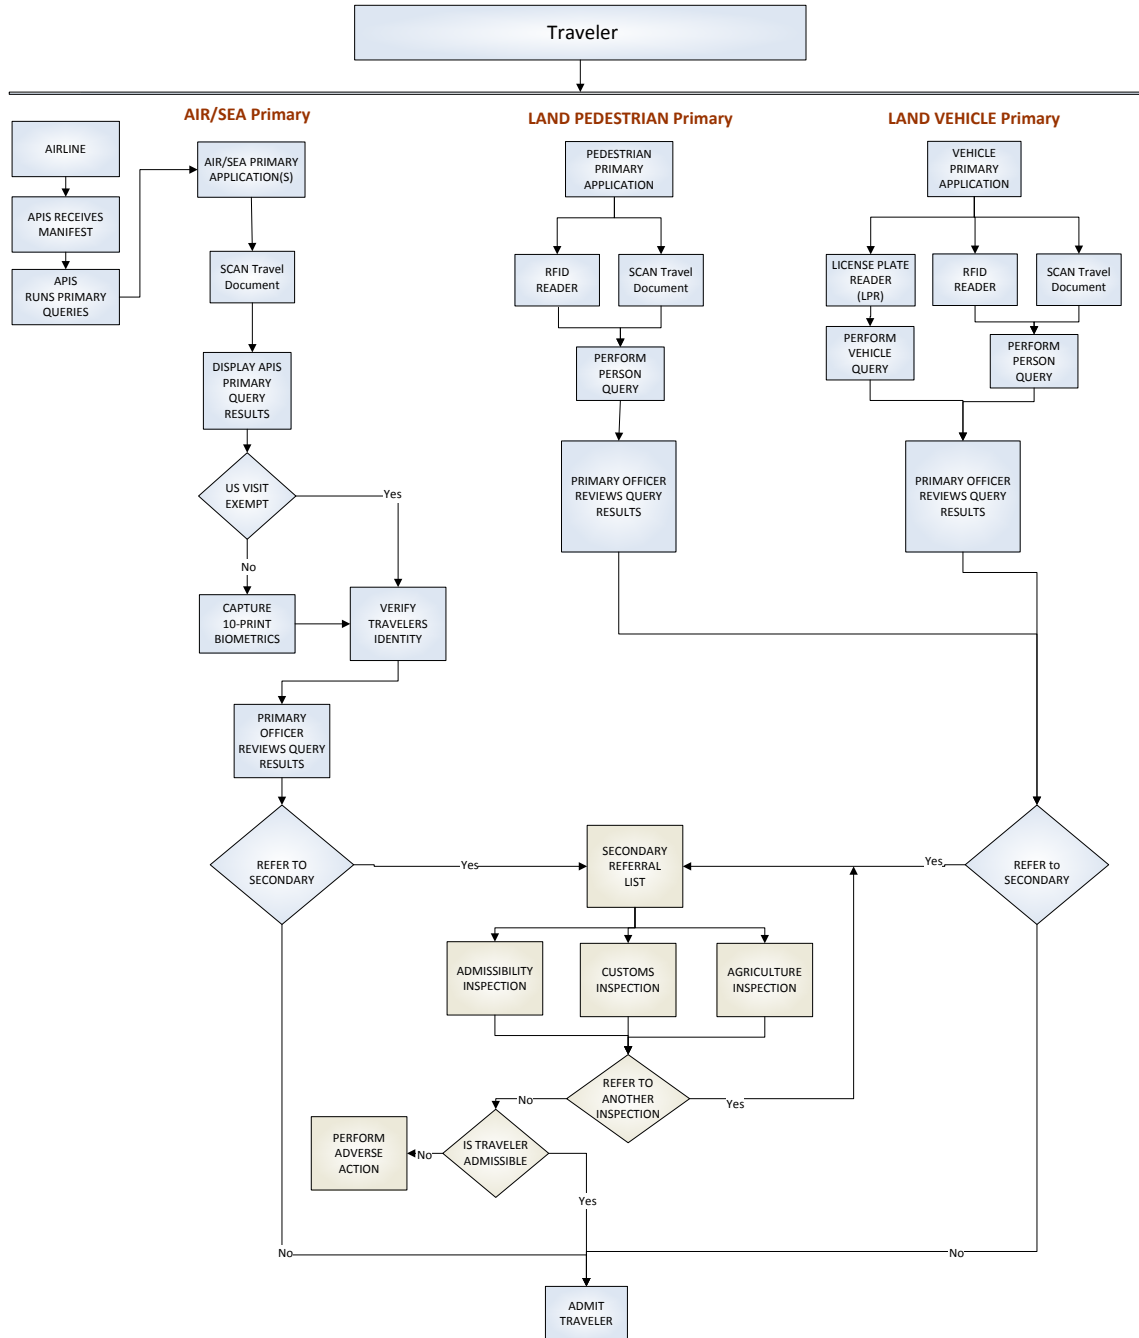 Traveler
AIR/SEA Primary
LAND PEDESTRIAN Primary
LAND VEHICLE Primary
AIRLINE
APIS RECEIVES
MANIFEST
APIS
RUNS PRIMARY
QUERIES
AIR/SEA PRIMARY
APPLICATION(S)
SCAN Travel
Document
DISPLAY APIS
PRIMARY
QUERY
RESULTS
US VISIT
EXEMPT
Yes
No
CAPTURE
10-PRINT
BIOMETRICS
VERIFY
TRAVELERS
IDENTITY
PRIMARY
OFFICER
REVIEWS QUERY
RESULTS
REFER TO
SECONDARY
Yes
No
PEDESTRIAN
PRIMARY
APPLICATION
RFID
READER
SCAN Travel
Document
PERFORM
PERSON
QUERY
PRIMARY OFFICER
REVIEWS QUERY
RESULTS
VEHICLE
PRIMARY
APPLICATION
LICENSE PLATE
READER
(LPR)
RFID
READER
SCAN Travel
Document
PERFORM
VEHICLE
QUERY
PERFORM
PERSON
QUERY
PRIMARY OFFICER
REVIEWS QUERY
RESULTS
REFER to
SECONDARY
Yes
No
SECONDARY
REFERRAL
LIST
ADMISSIBILITY
INSPECTION
CUSTOMS
INSPECTION
AGRICULTURE
INSPECTION
REFER TO
ANOTHER
INSPECTION
No
Yes
IS TRAVELER
ADMISSIBLE
No
Yes
PERFORM
ADVERSE
ACTION
ADMIT
TRAVELER